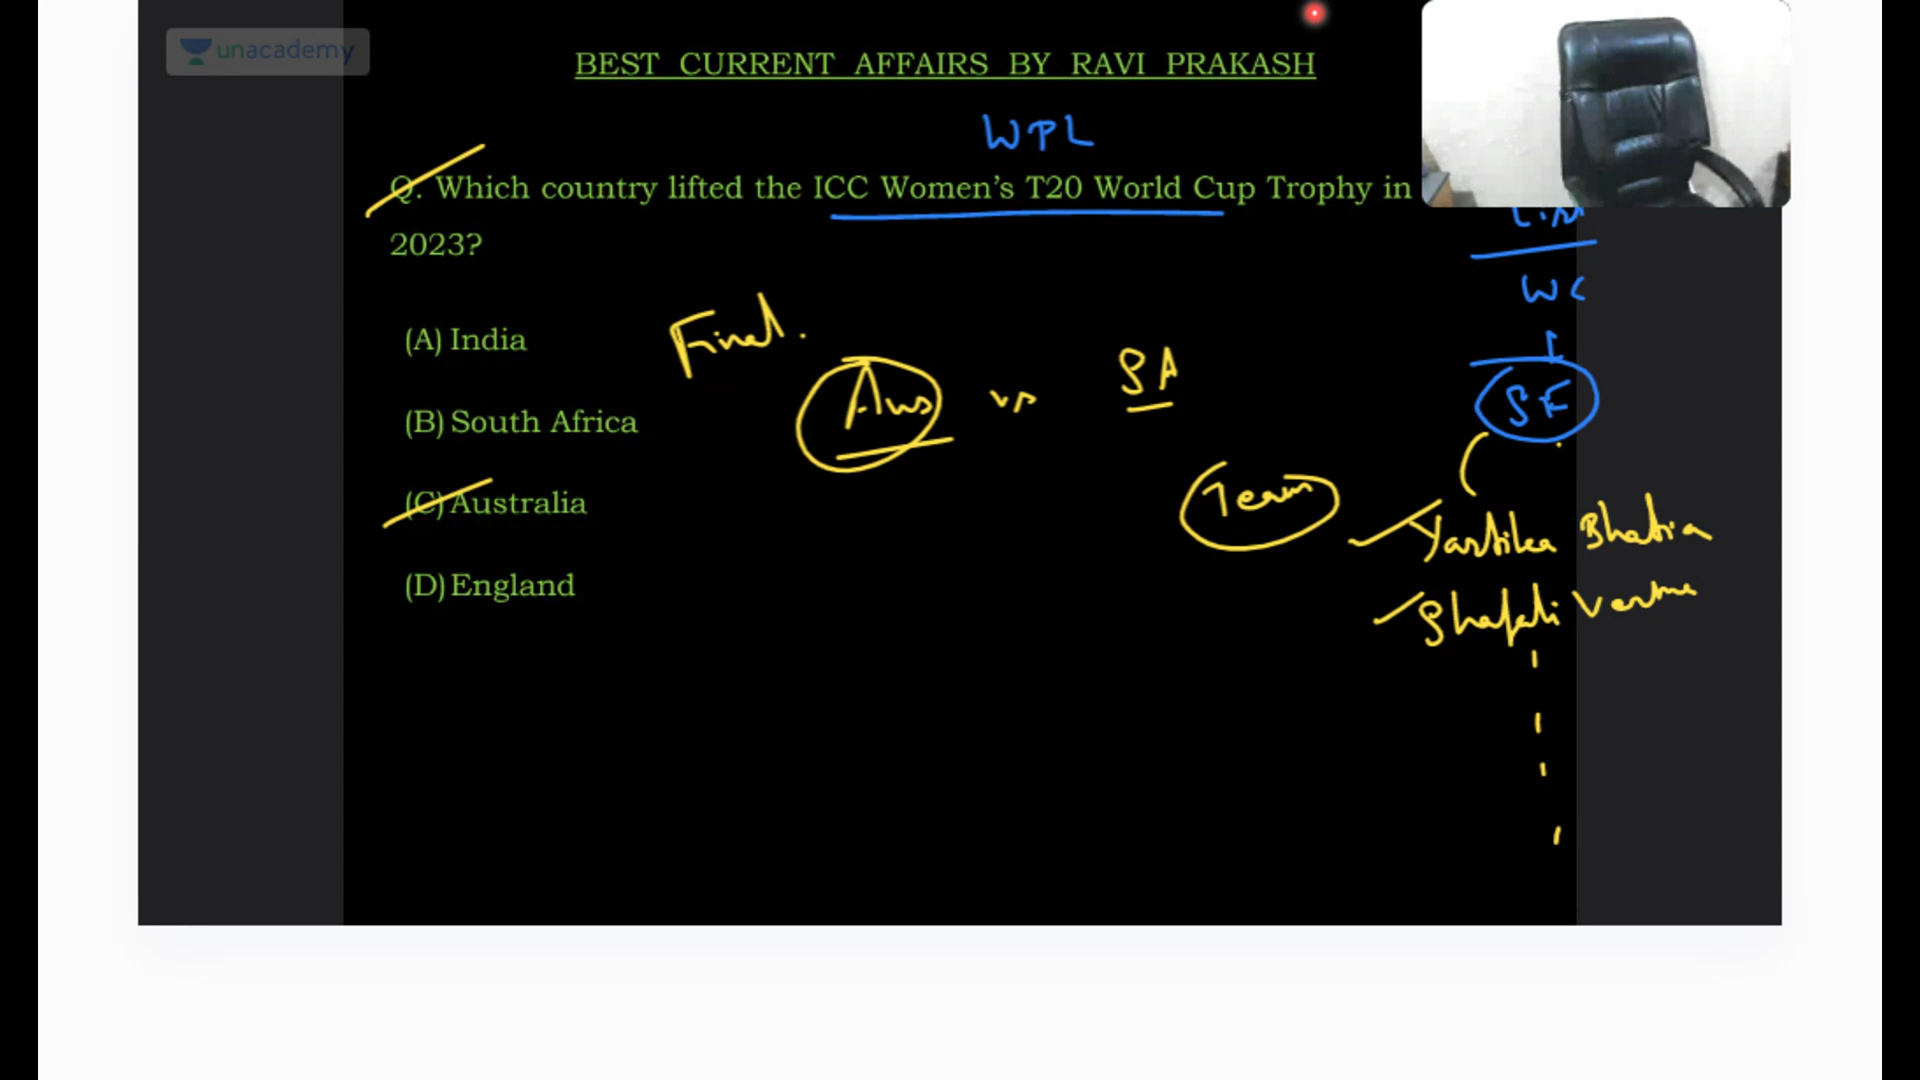 unacademy
BEST CURRENT AFFAIRS BY RAVI PRAKASH
WPL
Q. Which country lifted the ICC Women's T20 World Cup Trophy in
2023?
WC
(A) India
Final.
Aus vs SA
SF
(B) South Africa
Team
(C) Australia
Yastika Bhatia
(D) England
Shafali Verma